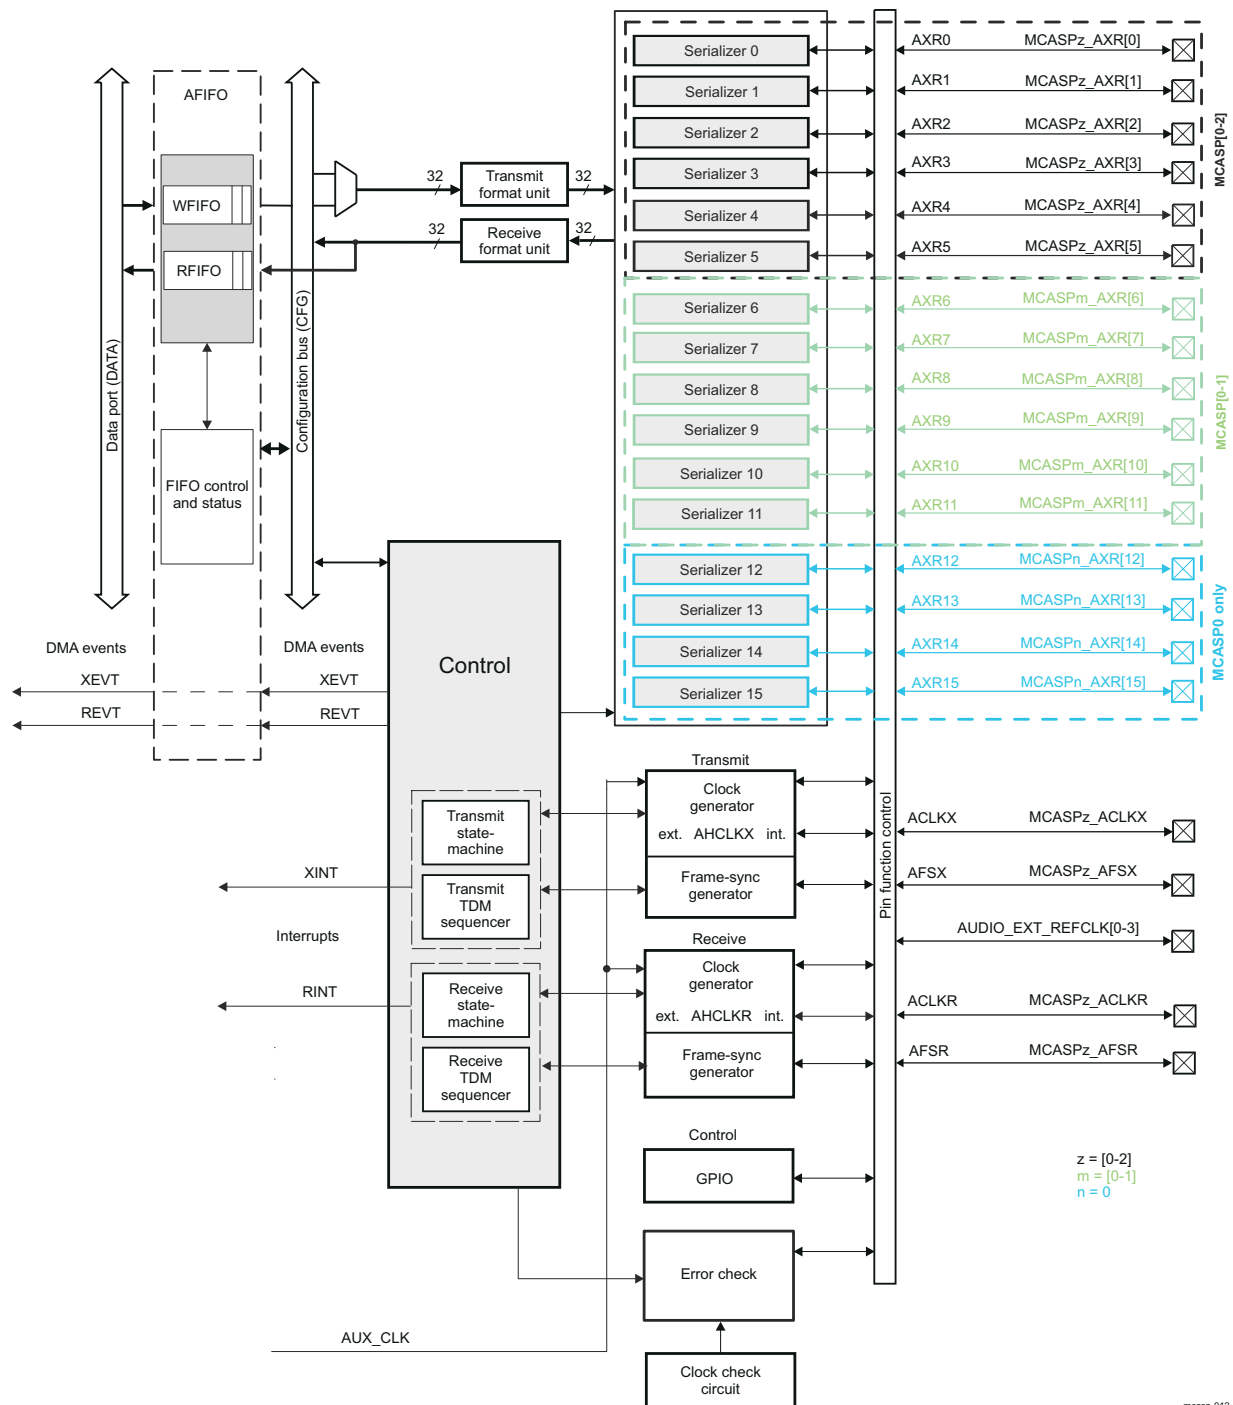 Serializer 0
AXR0
MCASPz_AXR[0]
Serializer 1
AXR1
MCASPz_AXR[1]
Serializer 2
AXR2
MCASPz_AXR[2]
Serializer 3
AXR3
MCASPz_AXR[3]
Serializer 4
AXR4
MCASPz_AXR[4]
Serializer 5
AXR5
MCASPz_AXR[5]
MCASP[0-2]
AFIFO
WFIFO
RFIFO
32
Transmit
format unit
32
32
Receive
format unit
32
Data port (DATA)
Configuration bus (CFG)
FIFO control
and status
Serializer 6
AXR6
MCASPm_AXR[6]
Serializer 7
AXR7
MCASPm_AXR[7]
Serializer 8
AXR8
MCASPm_AXR[8]
Serializer 9
AXR9
MCASPm_AXR[9]
Serializer 10
AXR10
MCASPm_AXR[10]
Serializer 11
AXR11
MCASPm_AXR[11]
MCASP[0-1]
Serializer 12
AXR12
MCASPn_AXR[12]
Serializer 13
AXR13
MCASPn_AXR[13]
Serializer 14
AXR14
MCASPn_AXR[14]
Serializer 15
AXR15
MCASPn_AXR[15]
MCASP0 only
DMA events
DMA events
XEVT
XEVT
REVT
REVT
Control
Transmit
state-
machine
Transmit
TDM
sequencer
XINT
Interrupts
RINT
Receive
state-
machine
Receive
TDM
sequencer
Transmit
Clock
generator
ext. AHCLKX int.
Frame-sync
generator
Receive
Clock
generator
ext. AHCLKR int.
Frame-sync
generator
Pin function control
ACLKX
MCASPz_ACLKX
AFSX
MCASPz_AFSX
AUDIO_EXT_REFCLK[0-3]
ACLKR
MCASPz_ACLKR
AFSR
MCASPz_AFSR
Control
GPIO
Error check
AUX_CLK
Clock check
circuit
z = [0-2]
m = [0-1]
n = 0